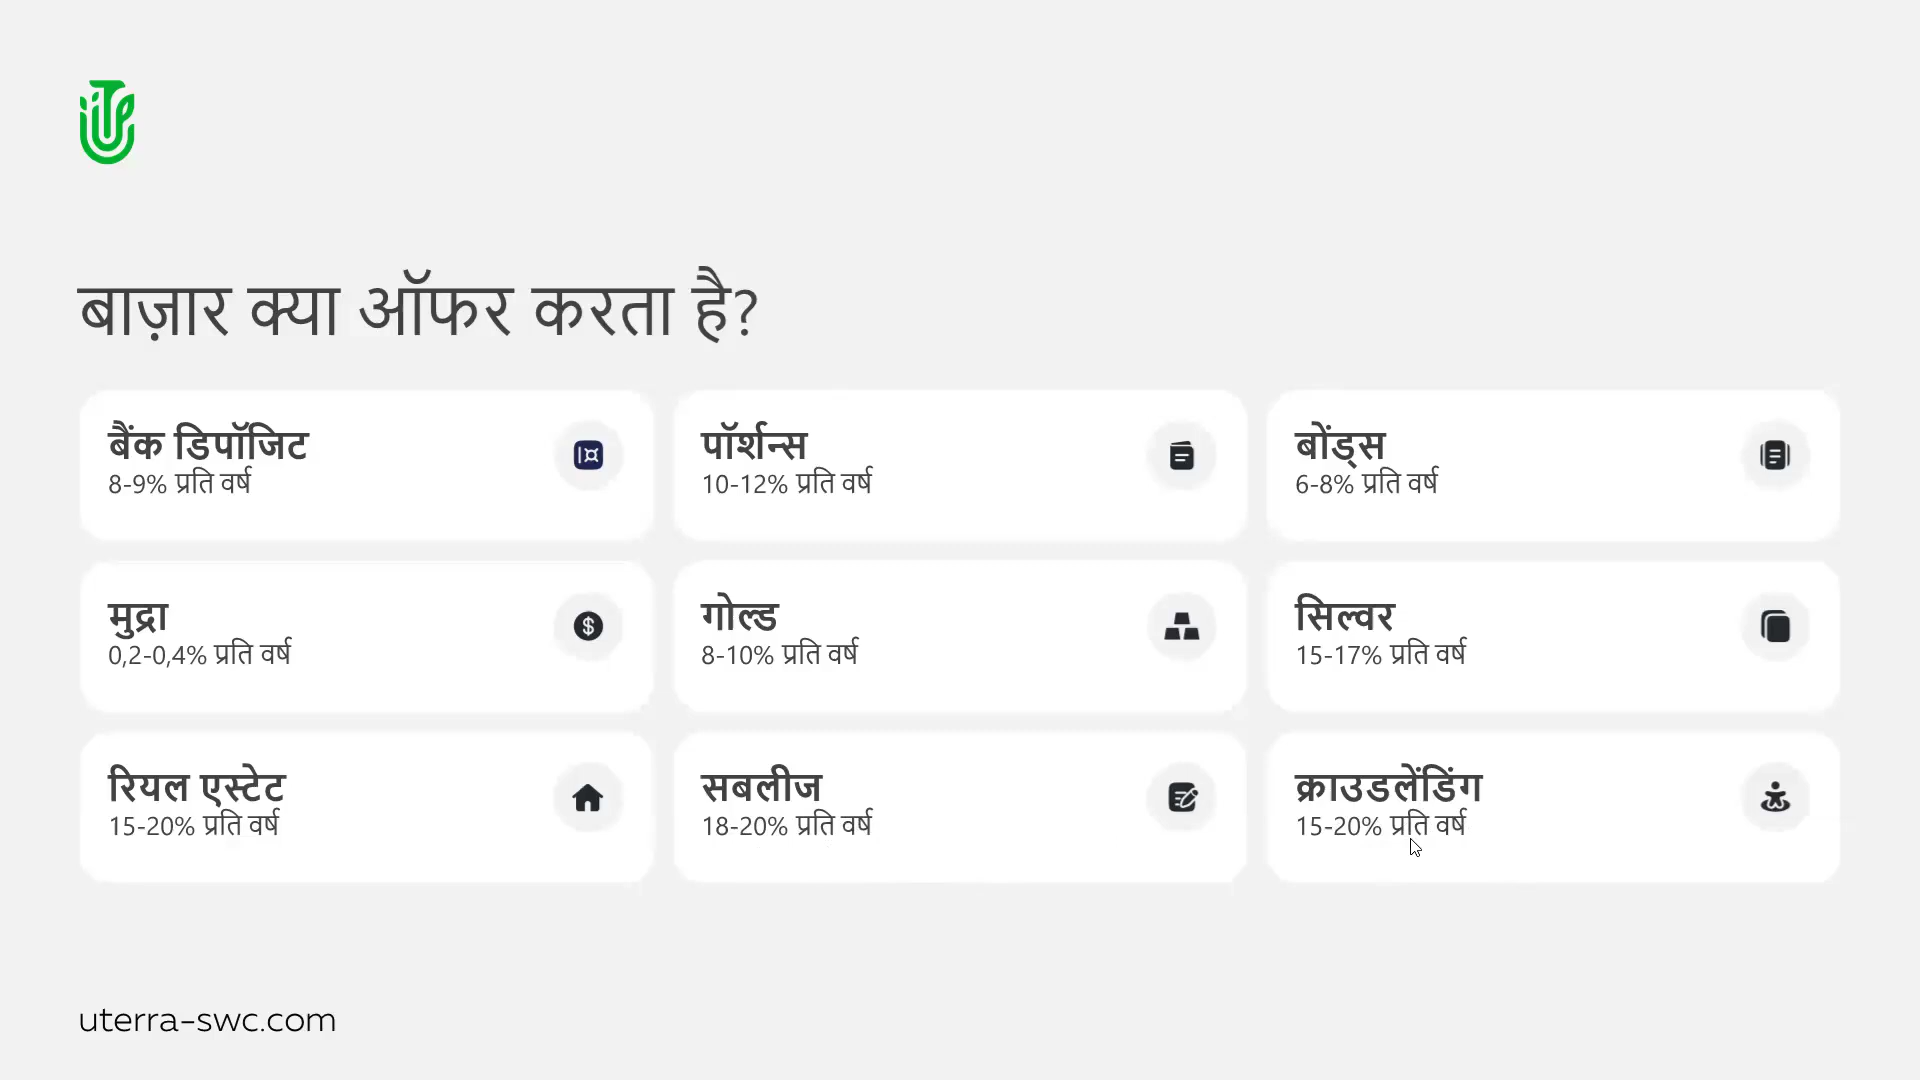 बाज़ार क्या ऑफर करता है?
बैंक डिपॉजिट
8-9% प्रति वर्ष
पॉर्शन्स
10-12% प्रति वर्ष
बोंड्स
6-8% प्रति वर्ष
मुद्रा
0,2-0,4% प्रति वर्ष
गोल्ड
8-10% प्रति वर्ष
सिल्वर
15-17% प्रति वर्ष
रियल एस्टेट
15-20% प्रति वर्ष
सबलीज
18-20% प्रति वर्ष
क्राउडलेंडिंग
15-20% प्रति वर्ष
uterra-swc.com